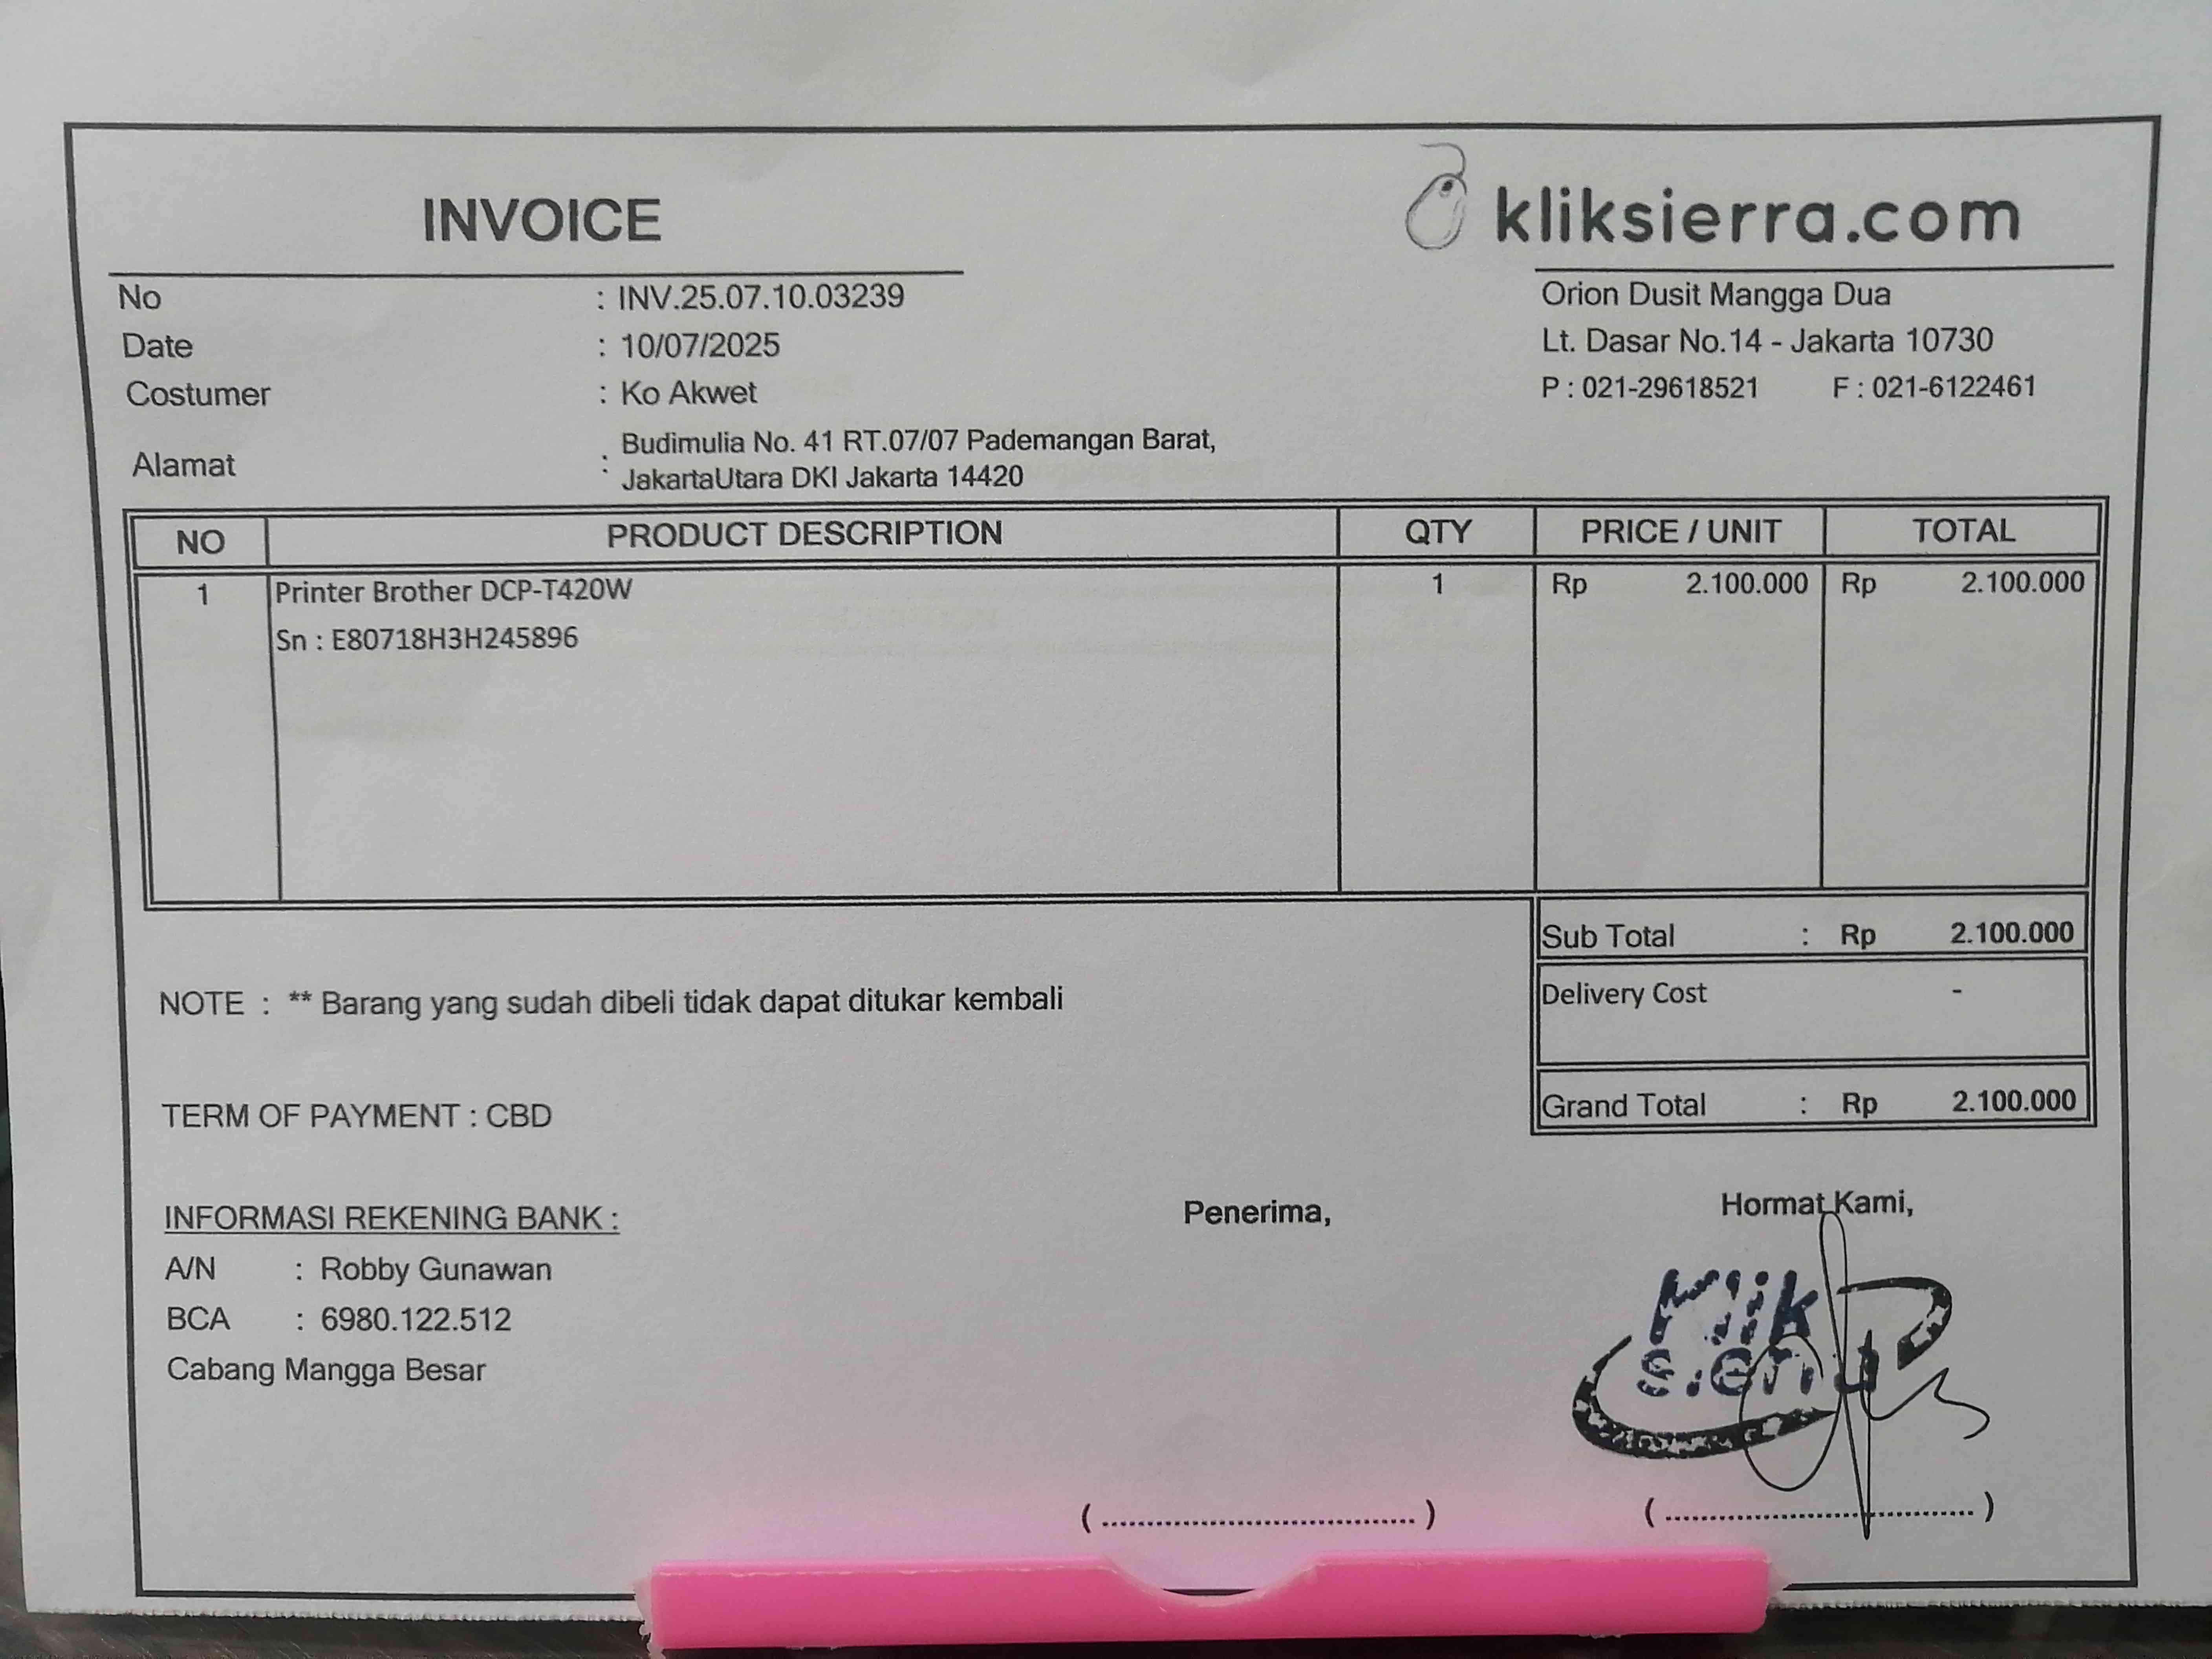 INVOICE
kliksierra.com
No : INV.25.07.10.03239
Date : 10/07/2025
Costumer : Ko Akwet
Alamat : Budimulia No. 41 RT.07/07 Pademangan Barat,
JakartaUtara DKI Jakarta 14420
Orion Dusit Mangga Dua
Lt. Dasar No.14 - Jakarta 10730
P : 021-29618521 F : 021-6122461
NO PRODUCT DESCRIPTION QTY PRICE / UNIT TOTAL
1 Printer Brother DCP-T420W 1 Rp 2.100.000 Rp 2.100.000
Sn : E80718H3H245896
Sub Total : Rp 2.100.000
Delivery Cost -
Grand Total : Rp 2.100.000
NOTE : ** Barang yang sudah dibeli tidak dapat ditukar kembali
TERM OF PAYMENT : CBD
INFORMASI REKENING BANK :
A/N : Robby Gunawan
BCA : 6980.122.512
Cabang Mangga Besar
Penerima,
(....................................)
Hormat Kami,
Klik
(....................................)